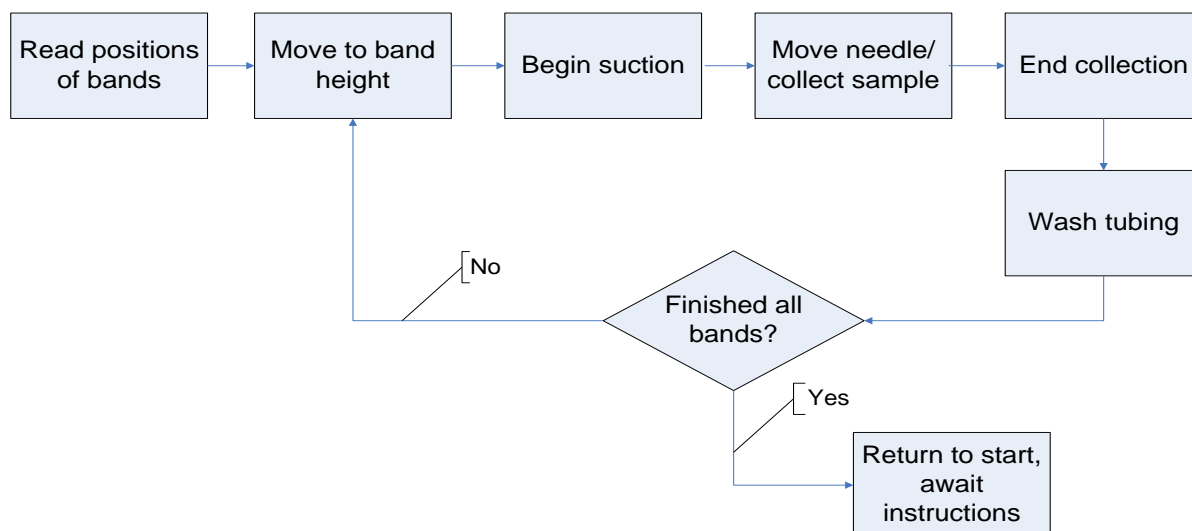 Read positions
of bands
Move to band
height
Begin suction
Move needle/
collect sample
End collection
Wash tubing
No
Finished all
bands?
Yes
Return to start,
await
instructions